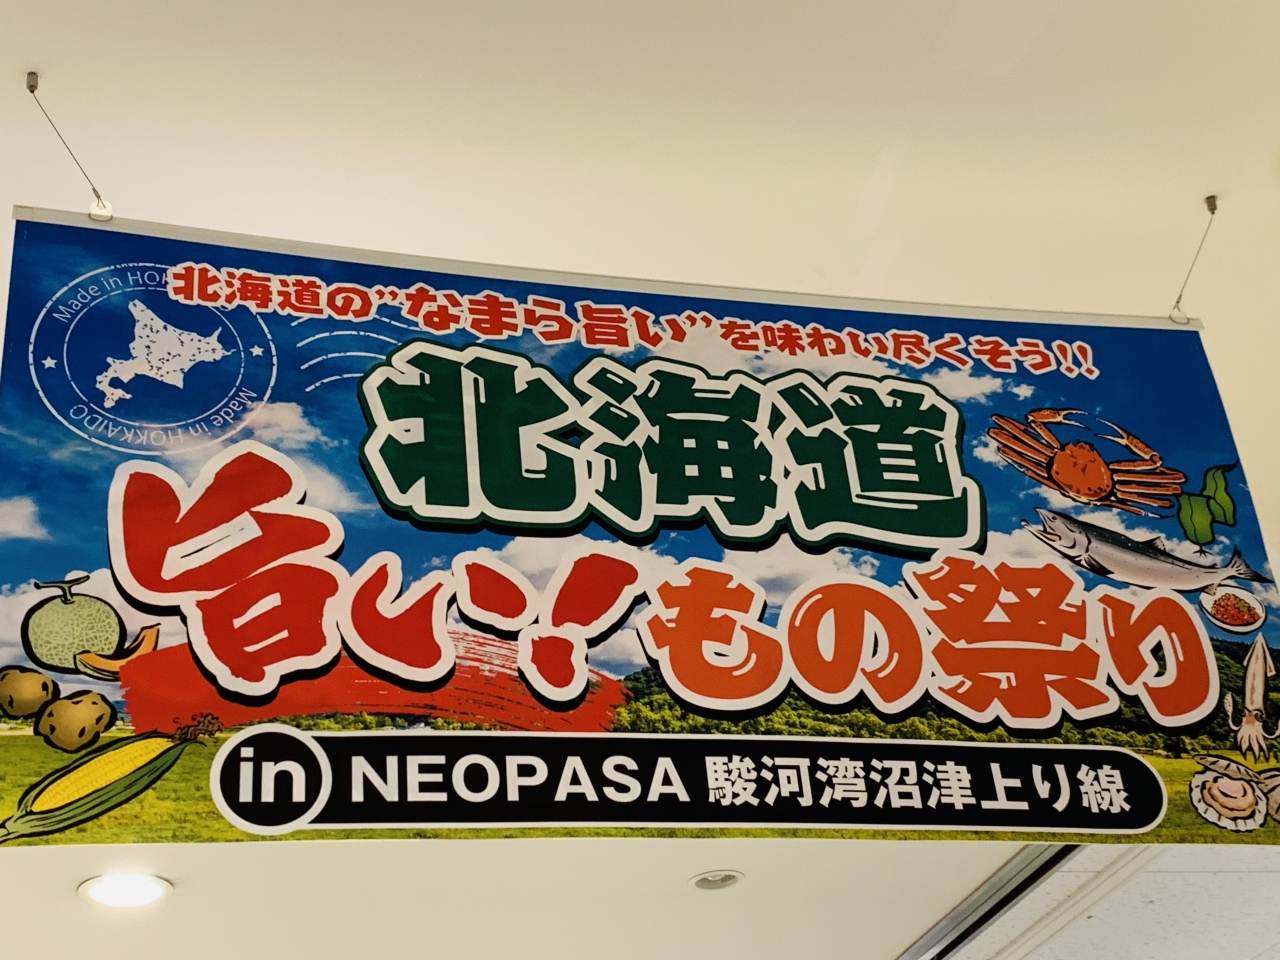 北海道の"なまら旨い"を味わい尽くそう!!
Made in HOK
Made in HOKKAIDO
北海道
旨い!もの祭り
in NEOPASA 駿河湾沼津上り線